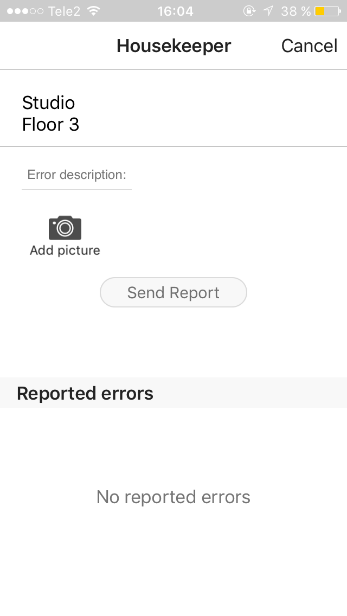 Tele2 16:04 38 %
Housekeeper Cancel
Studio
Floor 3
Error description:
Add picture
Send Report
Reported errors
No reported errors